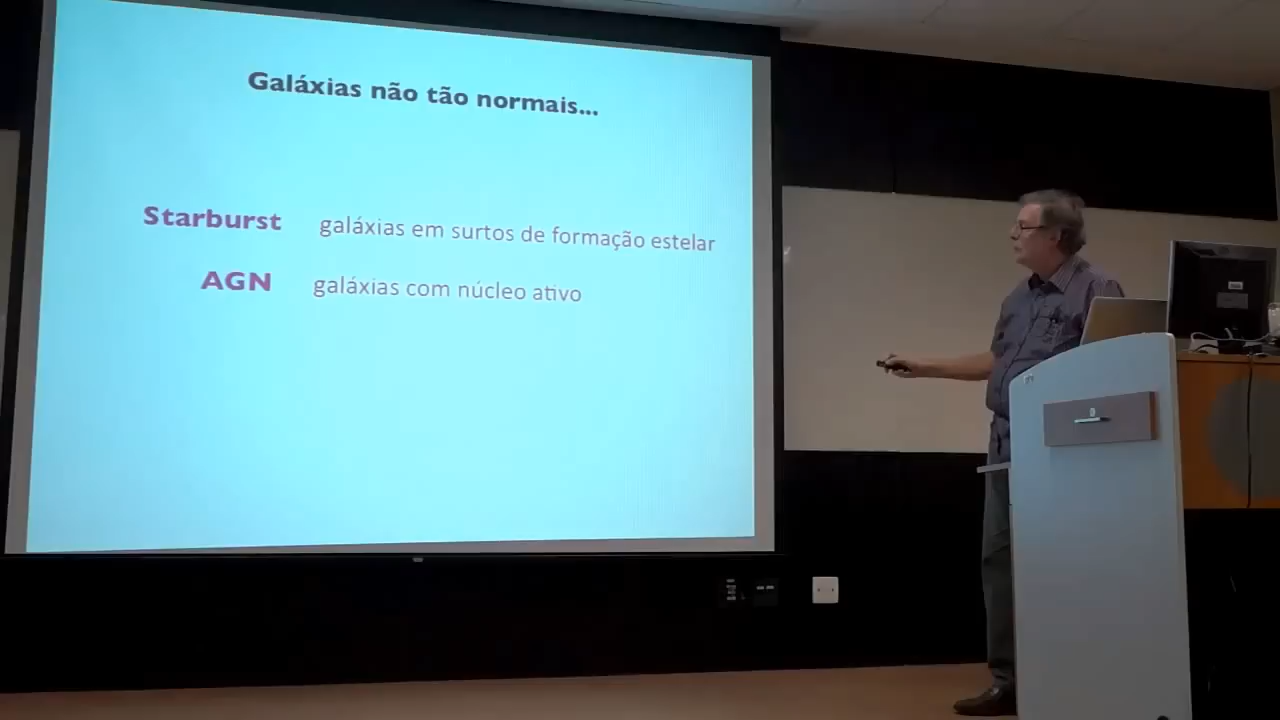 Galáxias não tão normais...
Starburst galáxias em surtos de formação estelar
AGN galáxias com núcleo ativo